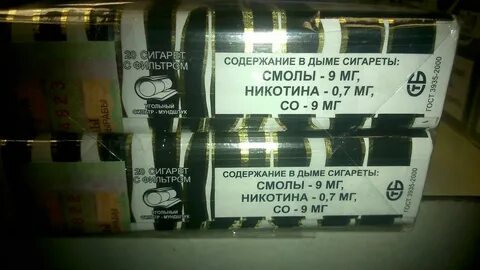 20 СИГАРЕТ
С ФИЛЬТРОМ
УГОЛЬНЫЙ
ФИЛЬТР - МУНДШТУК
СОДЕРЖАНИЕ В ДЫМЕ СИГАРЕТЫ:
СМОЛЫ - 9 МГ,
НИКОТИНА - 0,7 МГ,
СО - 9 МГ
ГОСТ 3935-2000
20 СИГАРЕТ
С ФИЛЬТРОМ
УГОЛЬНЫЙ
ФИЛЬТР - МУНДШТУК
СОДЕРЖАНИЕ В ДЫМЕ СИГАРЕТЫ:
СМОЛЫ - 9 МГ,
НИКОТИНА - 0,7 МГ,
СО - 9 МГ
ГОСТ 3935-2000